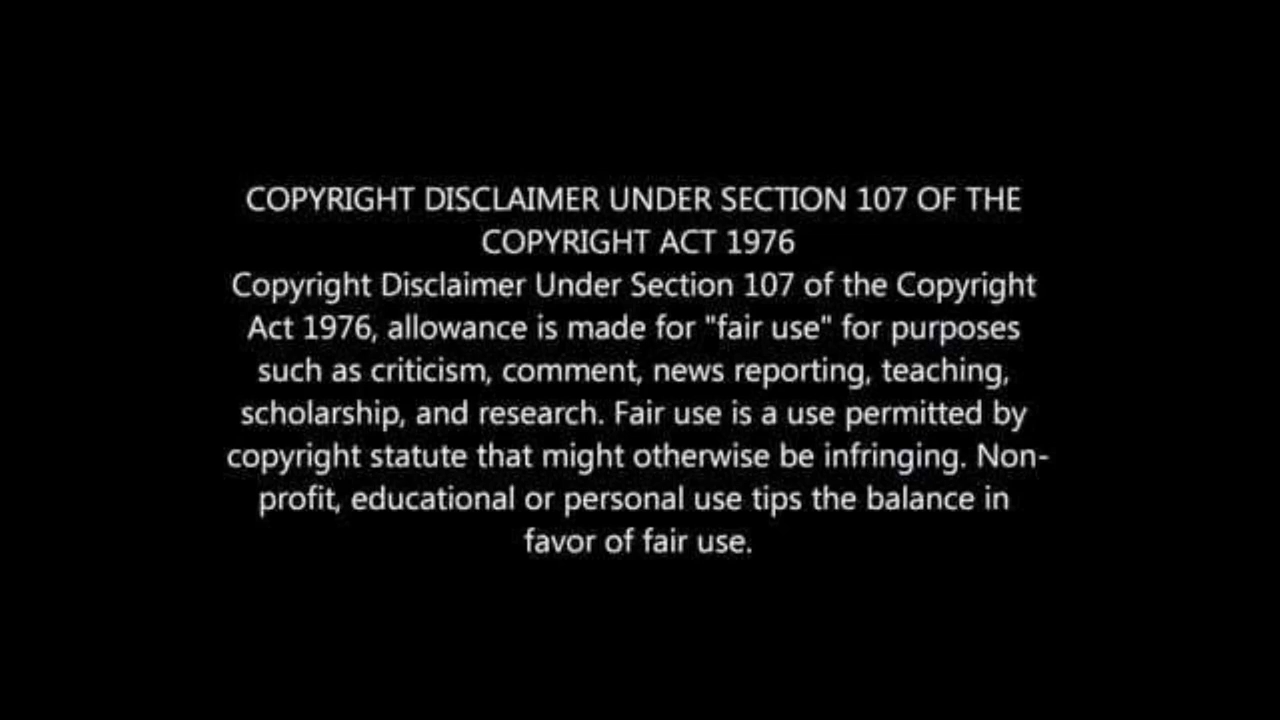 COPYRIGHT DISCLAIMER UNDER SECTION 107 OF THE
COPYRIGHT ACT 1976
Copyright Disclaimer Under Section 107 of the Copyright
Act 1976, allowance is made for "fair use" for purposes
such as criticism, comment, news reporting, teaching,
scholarship, and research. Fair use is a use permitted by
copyright statute that might otherwise be infringing. Non-
profit, educational or personal use tips the balance in
favor of fair use.